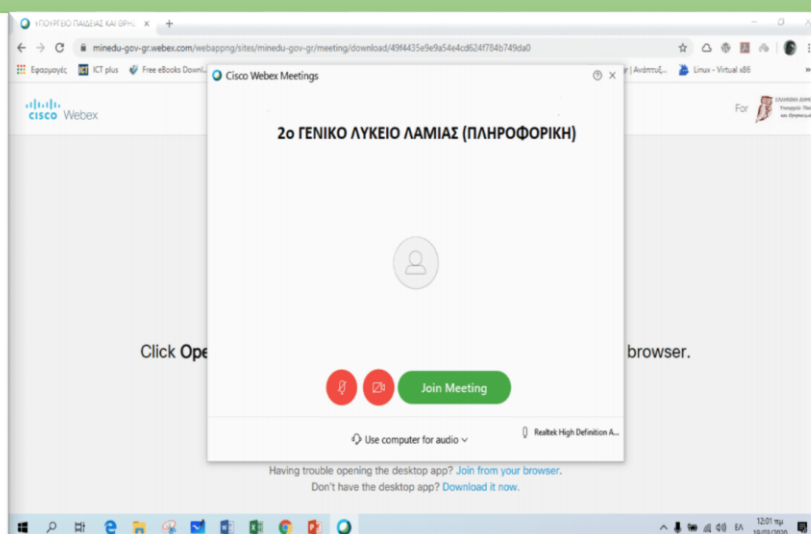 ΥΠΟΥΡΓΕΙΟ ΠΑΙΔΕΙΑΣ ΚΑΙ ΘΡΗΣ
minedu-gov-gr.webex.com/webappng/sites/minedu-gov-gr/meeting/download/
Εφαρμογές ICT plus Free eBooks Downl Linux - Virtual x86
Cisco Webex Meetings
CISCO Webex
For
2ο ΓΕΝΙΚΟ ΛΥΚΕΙΟ ΛΑΜΙΑΣ (ΠΛΗΡΟΦΟΡΙΚΗ)
Click Ope browser.
Join Meeting
Use computer for audio
Realtek High Definition A...
Having trouble opening the desktop app? Join from your browser.
Don't have the desktop app? Download it now.
ΕΛ 12:01 πμ